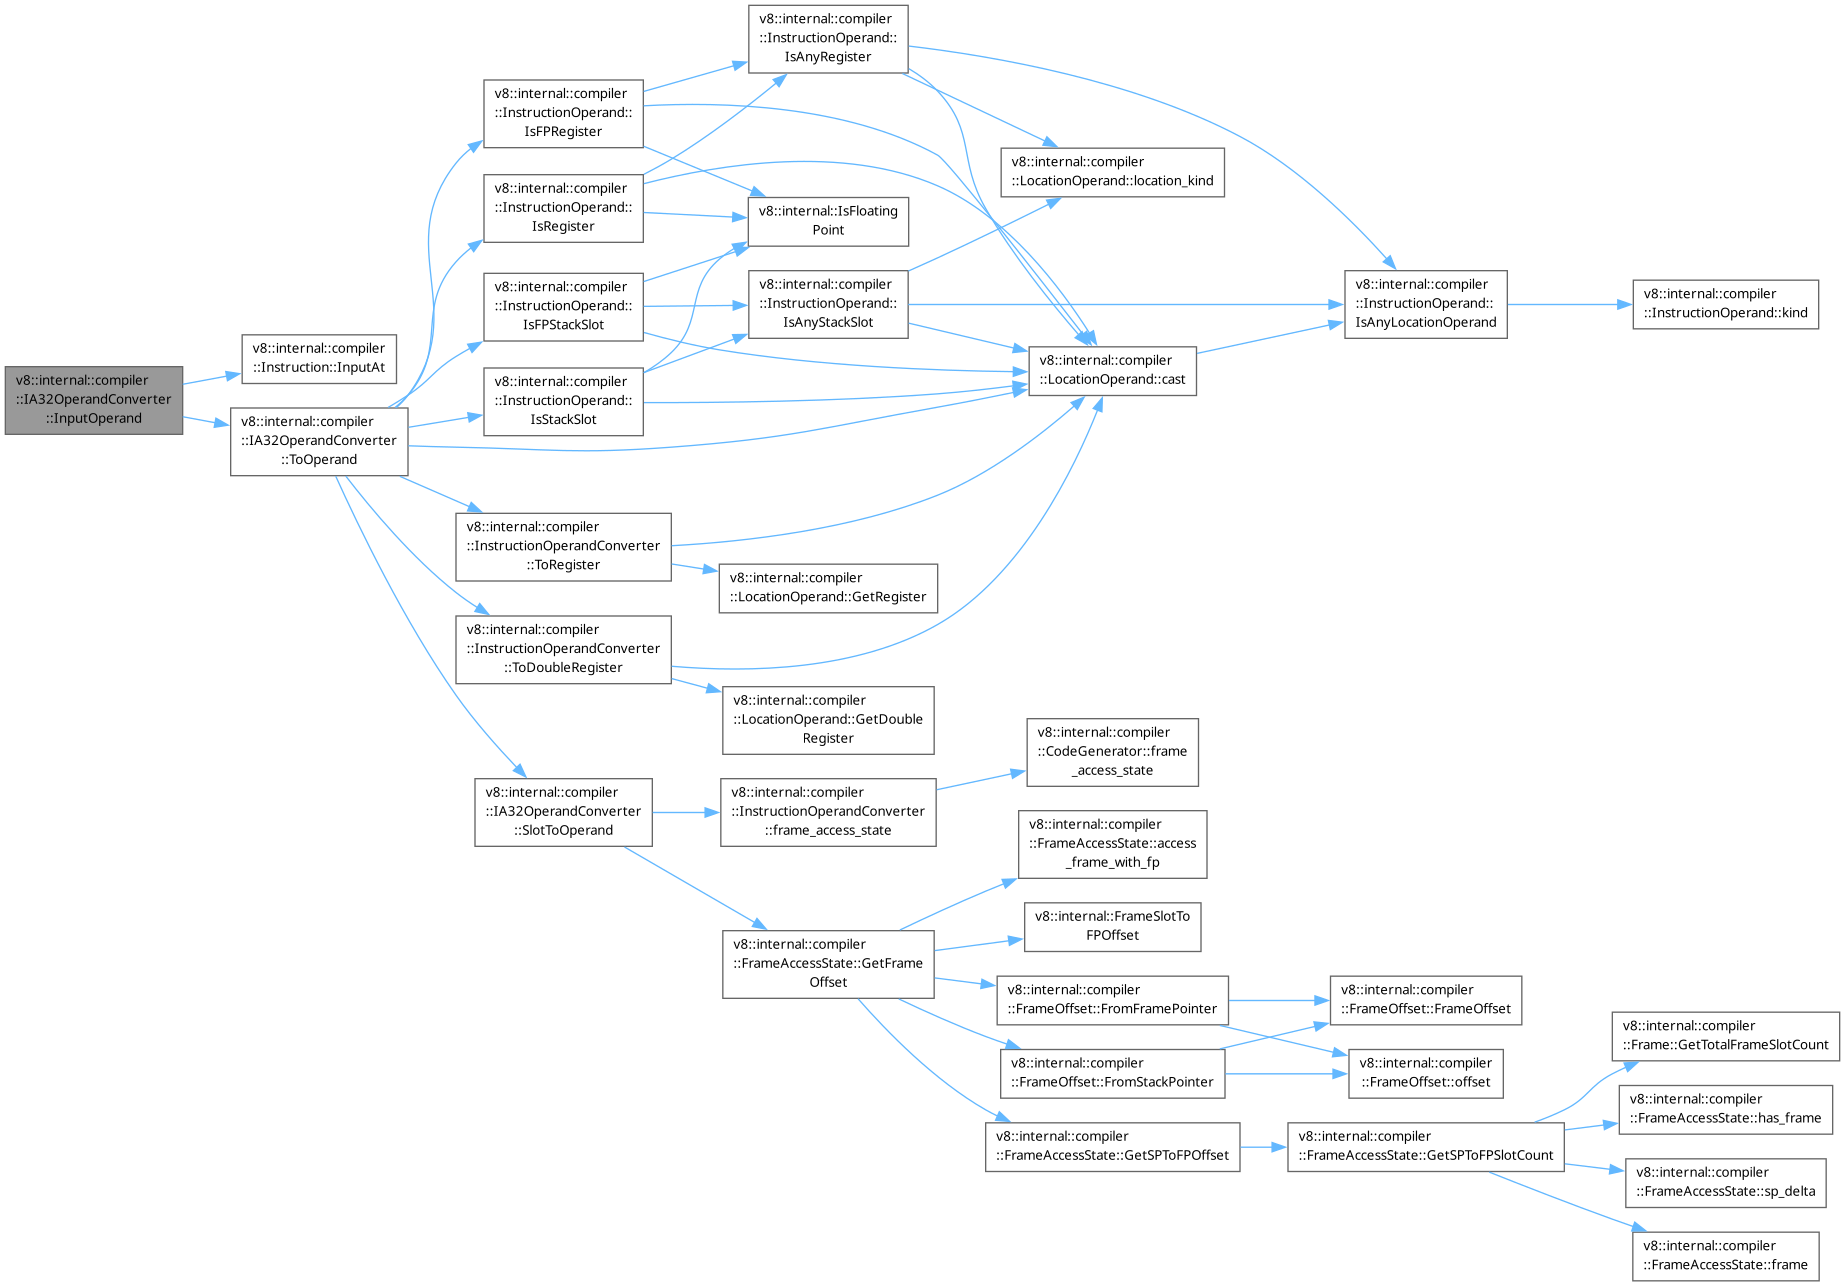 v8::internal::compiler
::IA32OperandConverter
::InputOperand
v8::internal::compiler
::Instruction::InputAt
v8::internal::compiler
::IA32OperandConverter
::ToOperand
v8::internal::compiler
::InstructionOperand::
IsFPRegister
v8::internal::compiler
::InstructionOperand::
IsRegister
v8::internal::compiler
::InstructionOperand::
IsFPStackSlot
v8::internal::compiler
::InstructionOperand::
IsStackSlot
v8::internal::compiler
::InstructionOperandConverter
::ToRegister
v8::internal::compiler
::InstructionOperandConverter
::ToDoubleRegister
v8::internal::compiler
::IA32OperandConverter
::SlotToOperand
v8::internal::compiler
::InstructionOperand::
IsAnyRegister
v8::internal::IsFloating
Point
v8::internal::compiler
::InstructionOperand::
IsAnyStackSlot
v8::internal::compiler
::LocationOperand::GetRegister
v8::internal::compiler
::LocationOperand::GetDouble
Register
v8::internal::compiler
::InstructionOperandConverter
::frame_access_state
v8::internal::compiler
::FrameAccessState::GetFrame
Offset
v8::internal::compiler
::LocationOperand::location_kind
v8::internal::compiler
::LocationOperand::cast
v8::internal::compiler
::CodeGenerator::frame
_access_state
v8::internal::compiler
::FrameAccessState::access
_frame_with_fp
v8::internal::FrameSlotTo
FPOffset
v8::internal::compiler
::FrameOffset::FromFramePointer
v8::internal::compiler
::FrameOffset::FromStackPointer
v8::internal::compiler
::FrameAccessState::GetSPToFPOffset
v8::internal::compiler
::InstructionOperand::
IsAnyLocationOperand
v8::internal::compiler
::FrameOffset::FrameOffset
v8::internal::compiler
::FrameOffset::offset
v8::internal::compiler
::FrameAccessState::GetSPToFPSlotCount
v8::internal::compiler
::InstructionOperand::kind
v8::internal::compiler
::Frame::GetTotalFrameSlotCount
v8::internal::compiler
::FrameAccessState::has_frame
v8::internal::compiler
::FrameAccessState::sp_delta
v8::internal::compiler
::FrameAccessState::frame